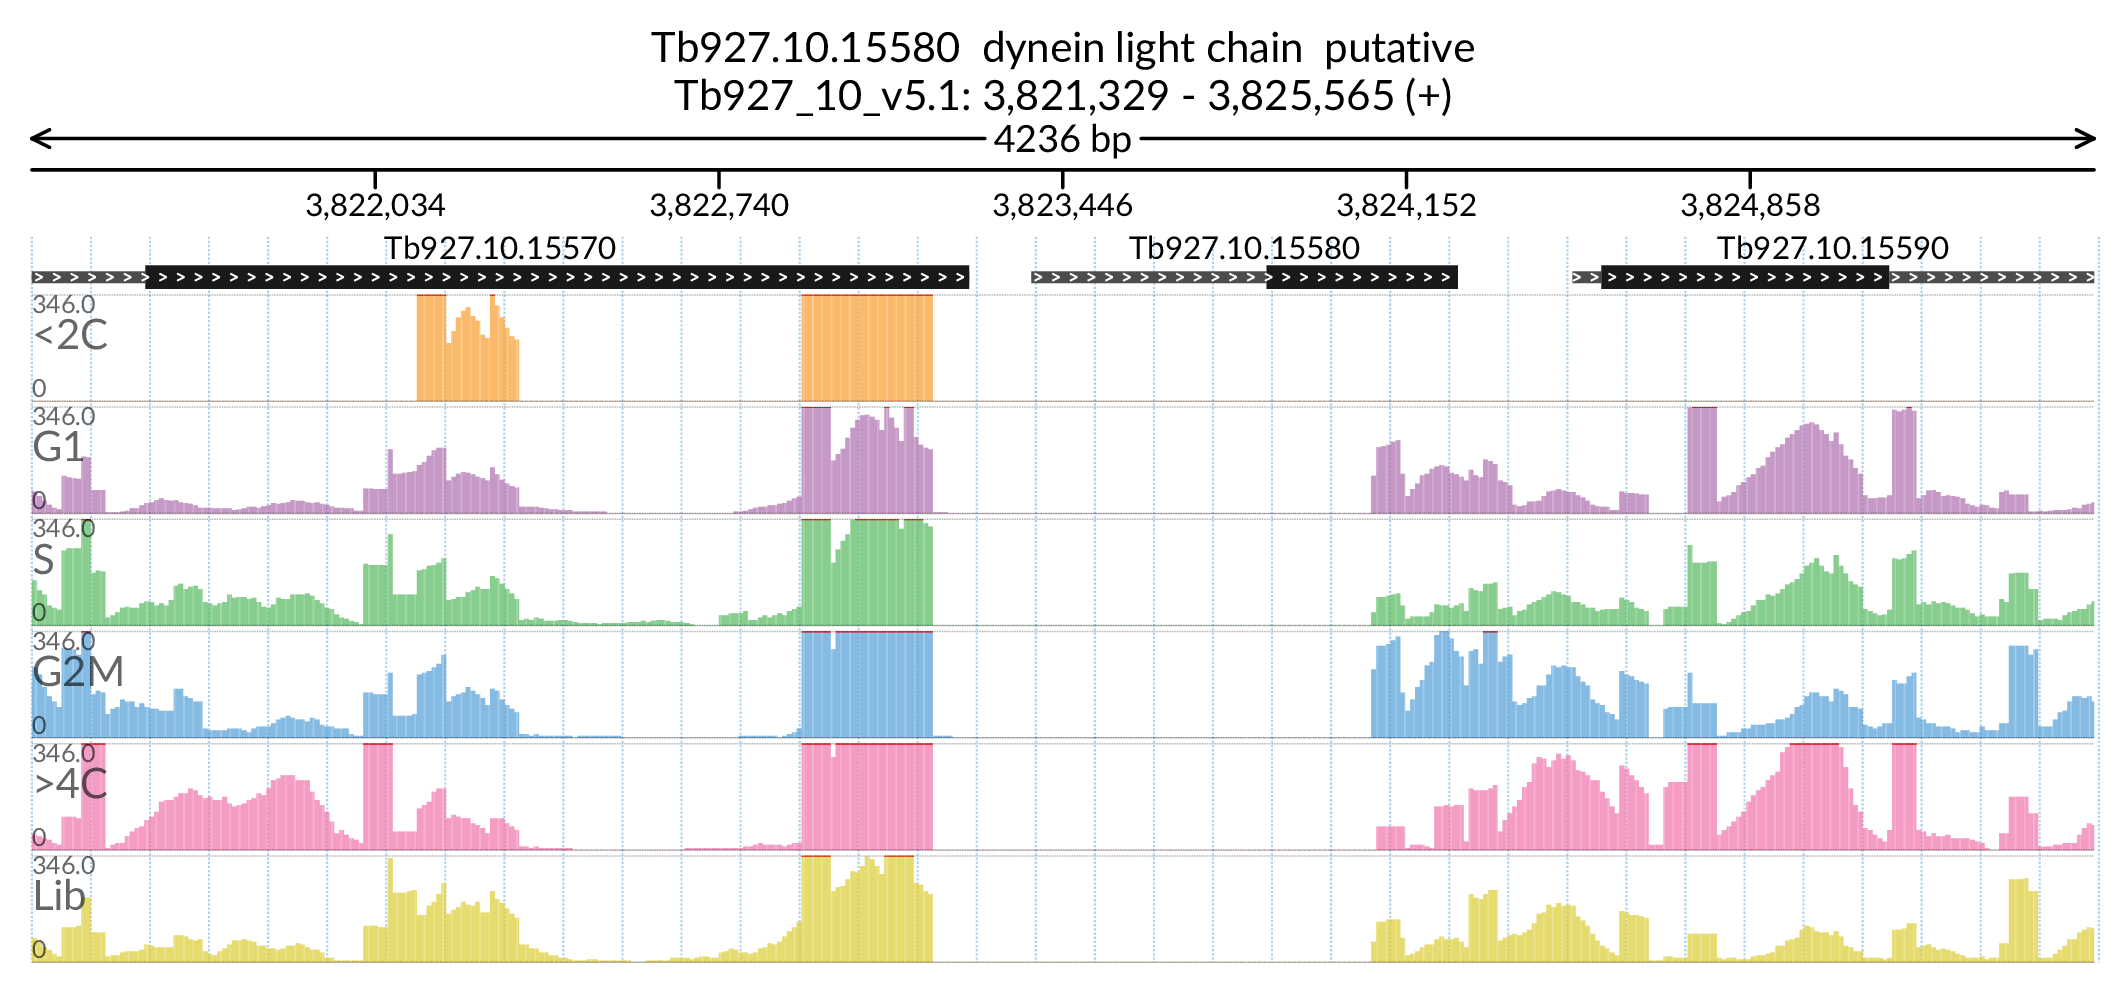 Tb927.10.15580 dynein light chain putative
Tb927_10_v5.1: 3,821,329 - 3,825,565 (+)
4236 bp
3,822,034 3,822,740 3,823,446 3,824,152 3,824,858
Tb927.10.15570 Tb927.10.15580 Tb927.10.15590
346.0
<2C
0
346.0
G1
0
346.0
S
0
346.0
G2M
0
346.0
>4C
0
346.0
Lib
0